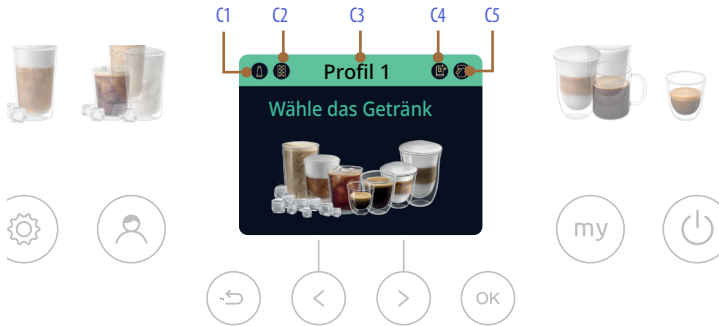 C1 C2 C3 C4 C5
Profil 1
Wähle das Getränk
my
< > OK